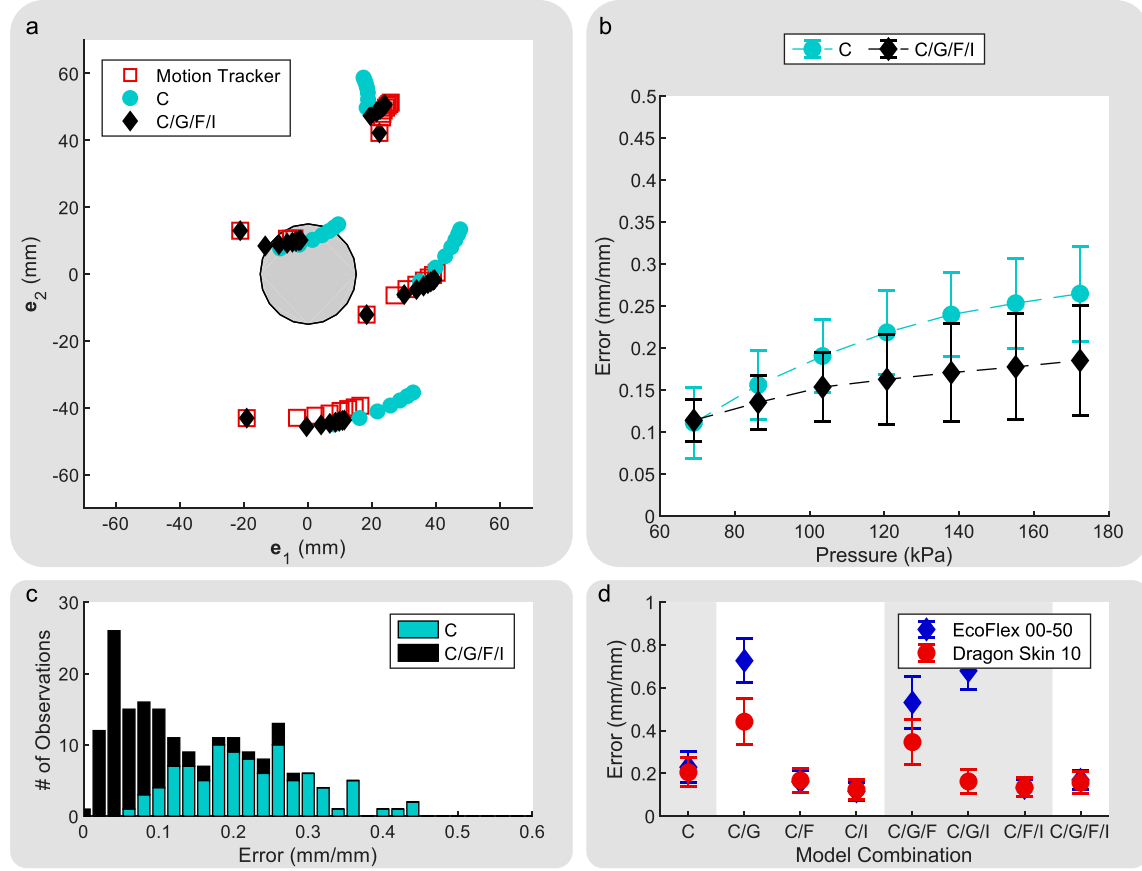 a
Motion Tracker
C
C/G/F/I
60
40
20
0
-20
-40
-60
e2 (mm)
-60 -40 -20 0 20 40 60
e1 (mm)
b
C C/G/F/I
0.5
0.45
0.4
0.35
0.3
0.25
0.2
0.15
0.1
0.05
0
Error (mm/mm)
60 80 100 120 140 160 180
Pressure (kPa)
c
C
C/G/F/I
30
20
10
0
# of Observations
0 0.1 0.2 0.3 0.4 0.5 0.6
Error (mm/mm)
d
EcoFlex 00-50
Dragon Skin 10
1
0.8
0.6
0.4
0.2
0
Error (mm/mm)
C C/G C/F C/I C/G/F C/G/I C/F/I C/G/F/I
Model Combination